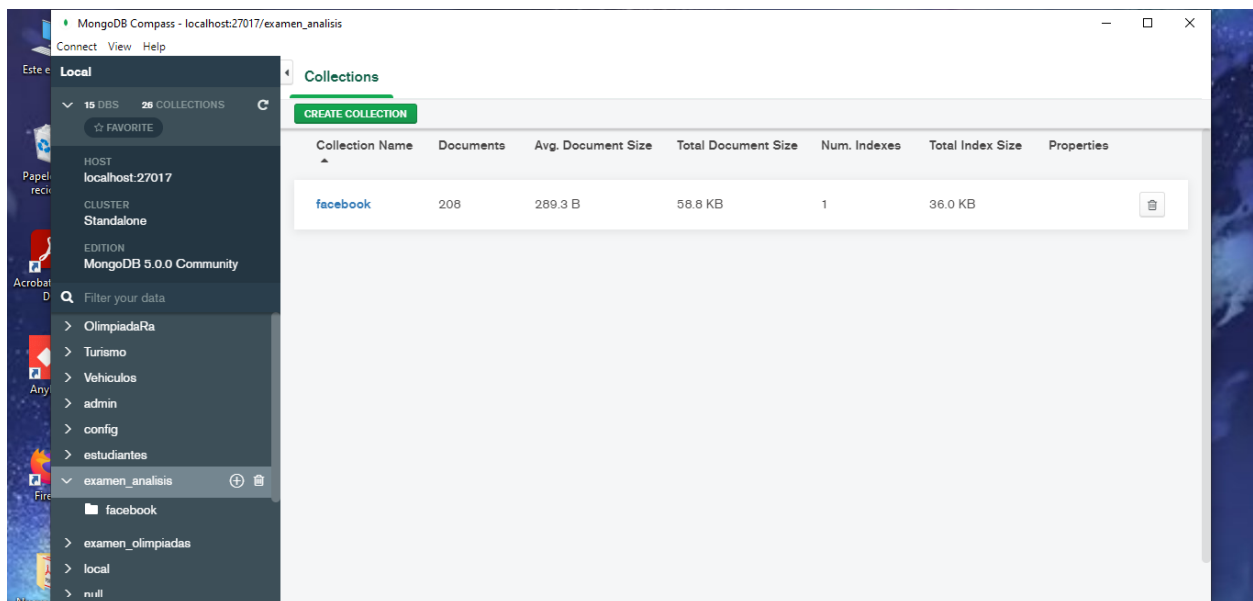 MongoDB Compass - localhost:27017/examen_analisis
Connect View Help
Este e
Local
Collections
15 DBS 26 COLLECTIONS
FAVORITE
CREATE COLLECTION
Collection Name Documents Avg. Document Size Total Document Size Num. Indexes Total Index Size Properties
HOST
localhost:27017
Papel
reci
CLUSTER
Standalone
facebook 208 289.3 B 58.8 KB 1 36.0 KB
EDITION
MongoDB 5.0.0 Community
Acrobat
D
Filter your data
OlimpiadaRa
Turismo
Vehiculos
Any
admin
config
estudiantes
examen_analisis
Fire
facebook
examen_olimpiadas
local
null